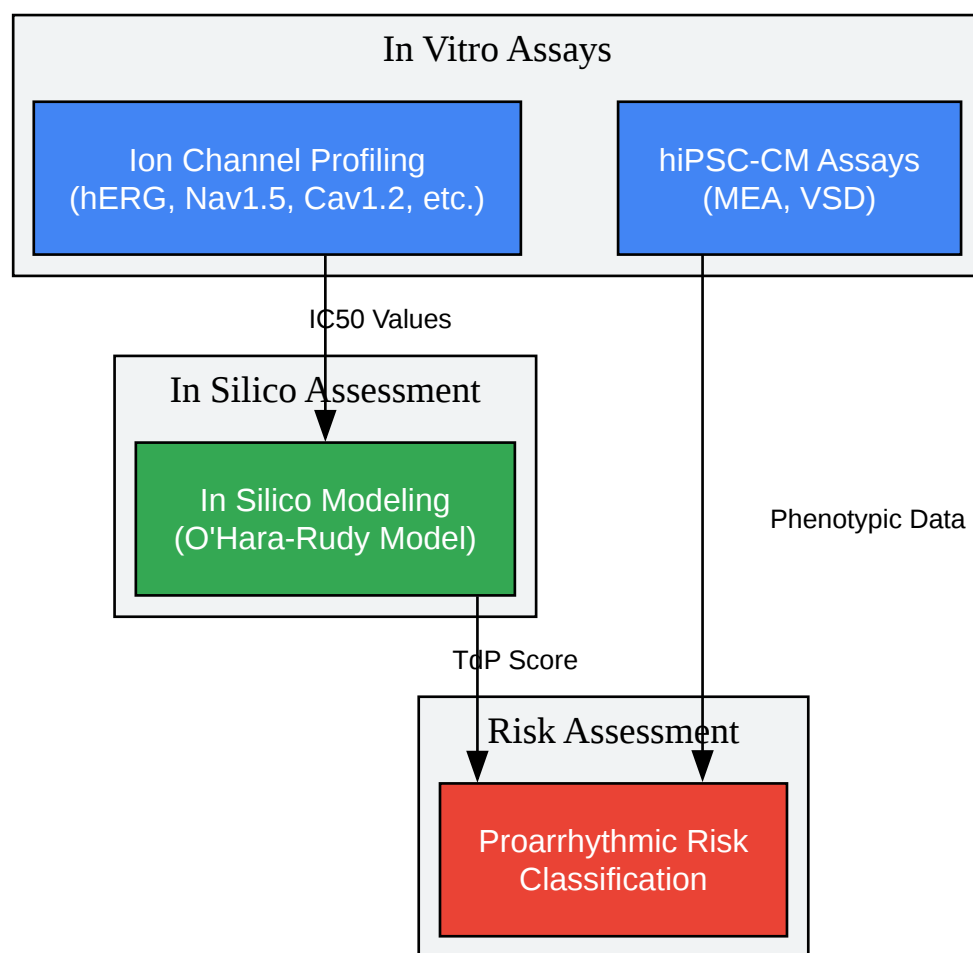 In Vitro Assays
Ion Channel Profiling
(hERG, Nav1.5, Cav1.2, etc.)
hiPSC-CM Assays
(MEA, VSD)
IC50 Values
In Silico Assessment
In Silico Modeling
(O'Hara-Rudy Model)
Phenotypic Data
TdP Score
Risk Assessment
Proarrhythmic Risk
Classification